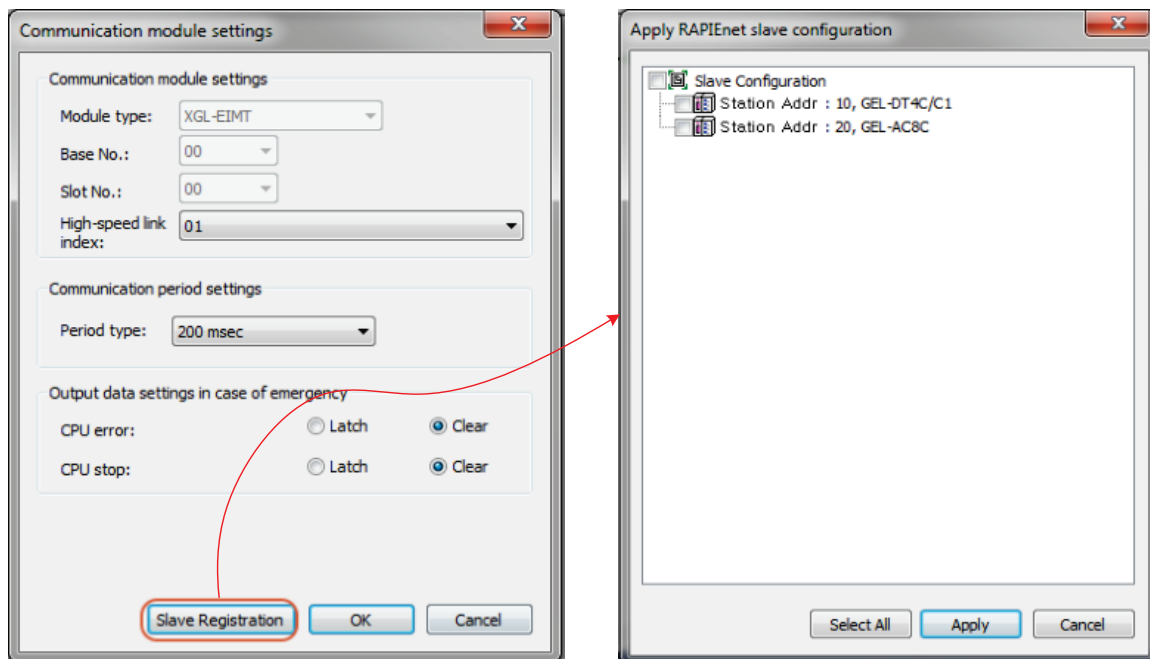 Communication module settings
Communication module settings
Module type: XGL-EIMT
Base No.: 00
Slot No.: 00
High-speed link index: 01
Communication period settings
Period type: 200 msec
Output data settings in case of emergency
CPU error: Latch Clear
CPU stop: Latch Clear
Slave Registration OK Cancel
Apply RAPIEnet slave configuration
Slave Configuration
Station Addr : 10, GEL-DT4C/C1
Station Addr : 20, GEL-AC8C
Select All Apply Cancel